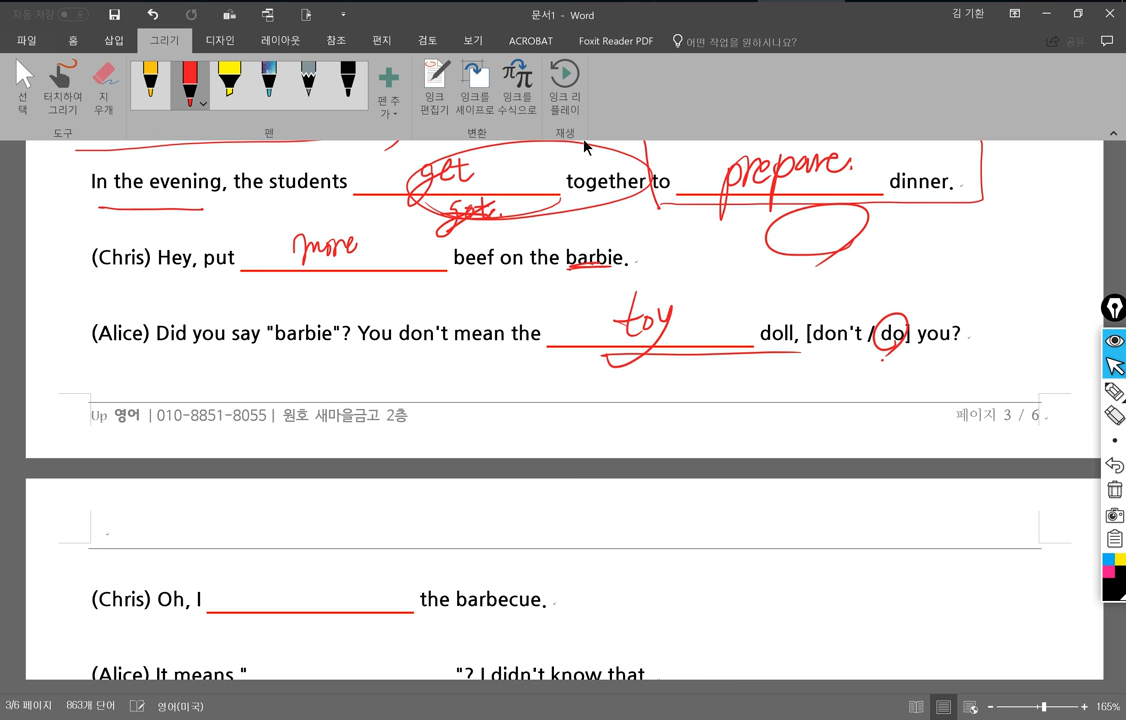 자동 저장 문서1 - Word 김 기환
파일 홈 삽입 그리기 디자인 레이아웃 참조 편지 검토 보기 ACROBAT Foxit Reader PDF 어떤 작업을 원하시나요? 공유
선택 터치하여 그리기 지우개 펜 추가 잉크 편집기 잉크를 셰이프로 잉크를 수식으로 잉크 리플레이
도구 펜 변환 재생
In the evening, the students get together to prepare. dinner.
got.
(Chris) Hey, put more beef on the barbie.
(Alice) Did you say "barbie"? You don't mean the toy doll, [don't / do] you?
Up 영어 | 010-8851-8055 | 원호 새마을금고 2층 페이지 3 / 6
(Chris) Oh, I the barbecue.
(Alice) It means " "? I didn't know that
3/6 페이지 863개 단어 영어(미국) 165%